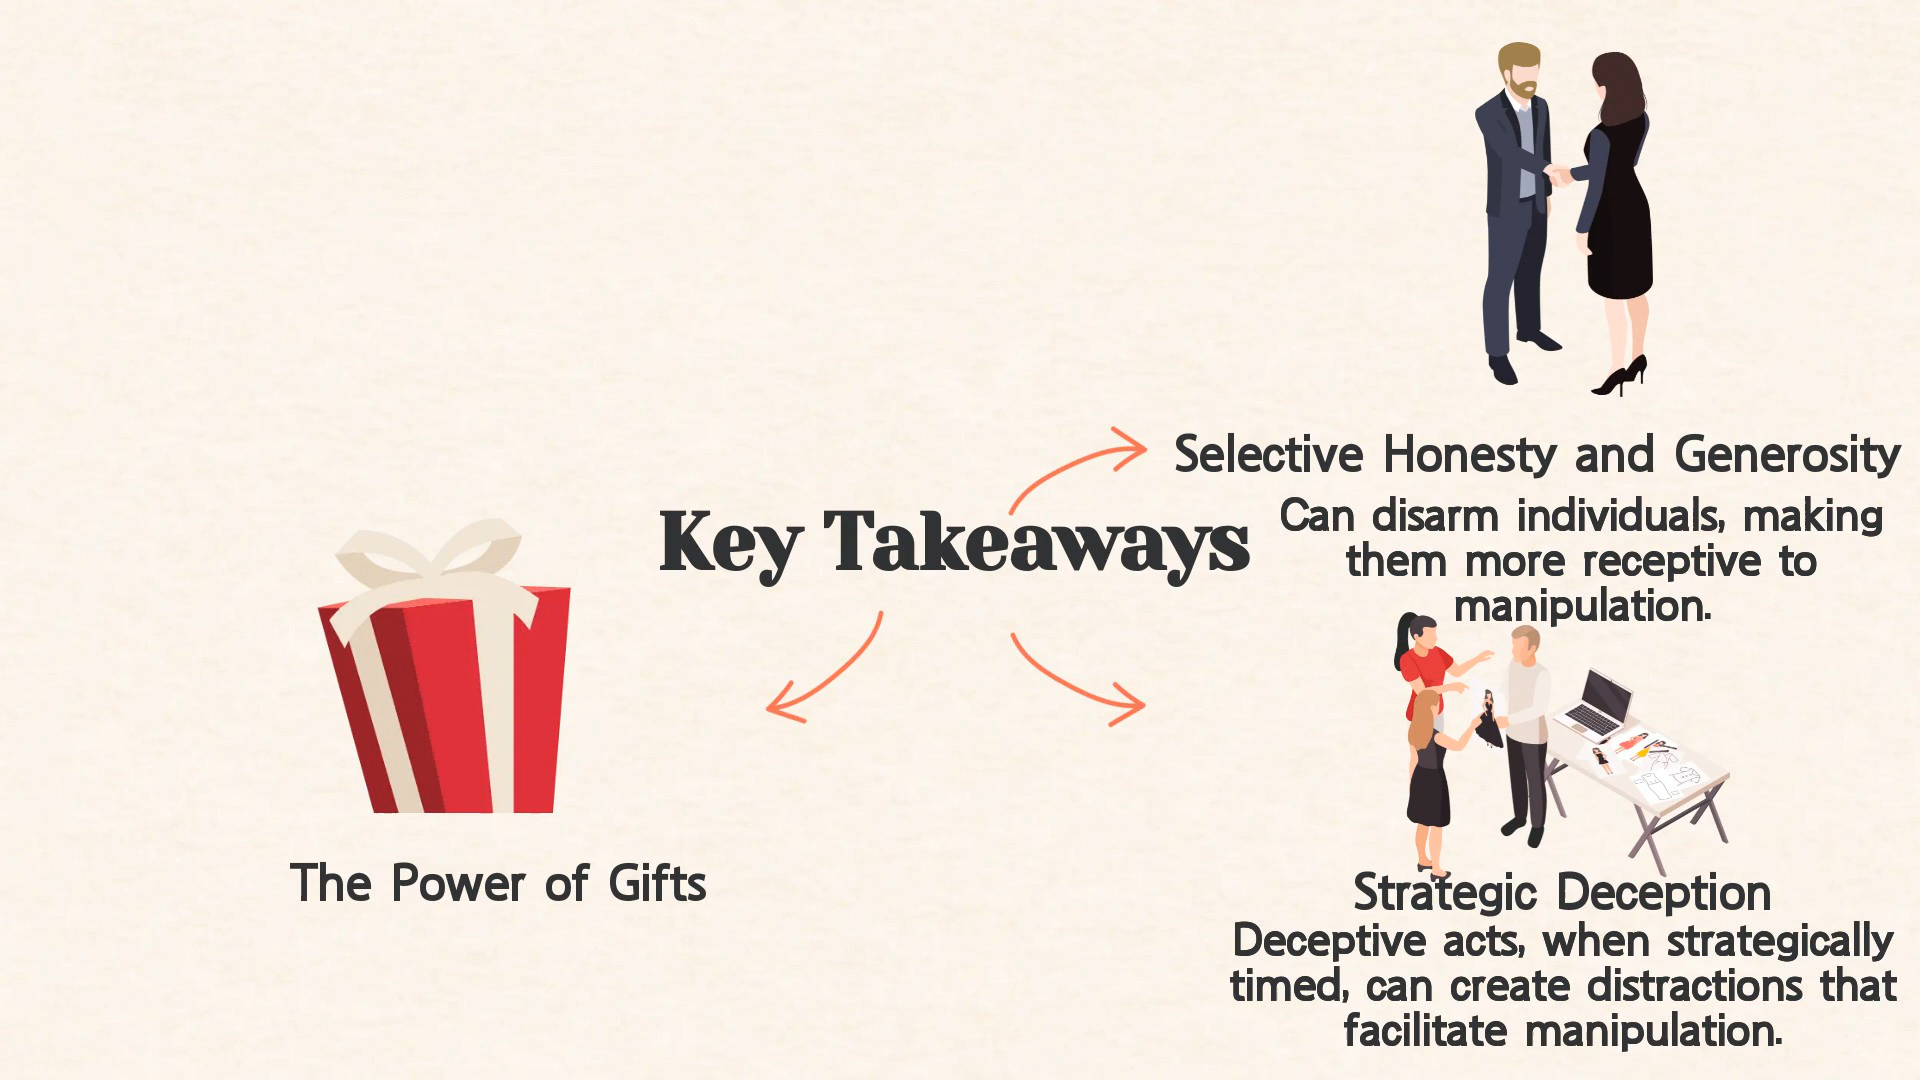 Key Takeaways
Selective Honesty and Generosity
Can disarm individuals, making
them more receptive to
manipulation.
The Power of Gifts
Strategic Deception
Deceptive acts, when strategically
timed, can create distractions that
facilitate manipulation.